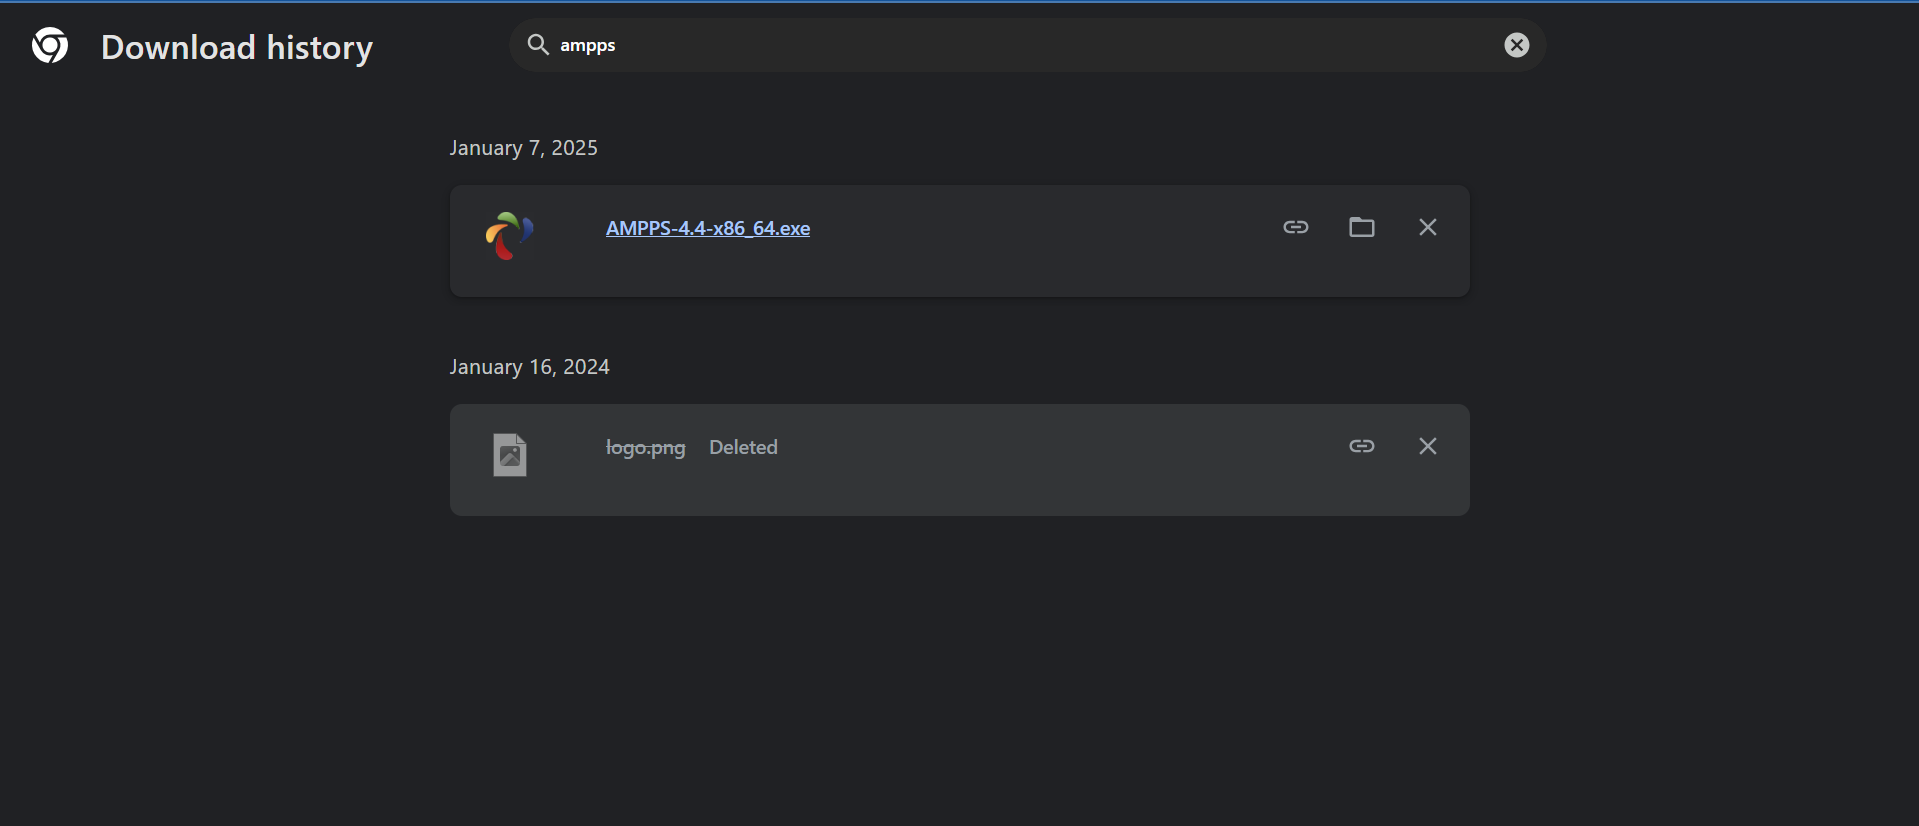 Download history
ampps
January 7, 2025
AMPPS-4.4-x86_64.exe
January 16, 2024
logo.png Deleted